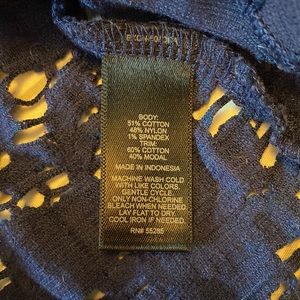 BODY:
51% COTTON
48% NYLON
1% SPANDEX
TRIM:
60% COTTON
40% MODAL
MADE IN INDONESIA
MACHINE WASH COLD
WITH LIKE COLORS.
GENTLE CYCLE.
ONLY NON-CHLORINE
BLEACH WHEN NEEDED.
LAY FLAT TO DRY.
COOL IRON IF NEEDED.
RN# 55285